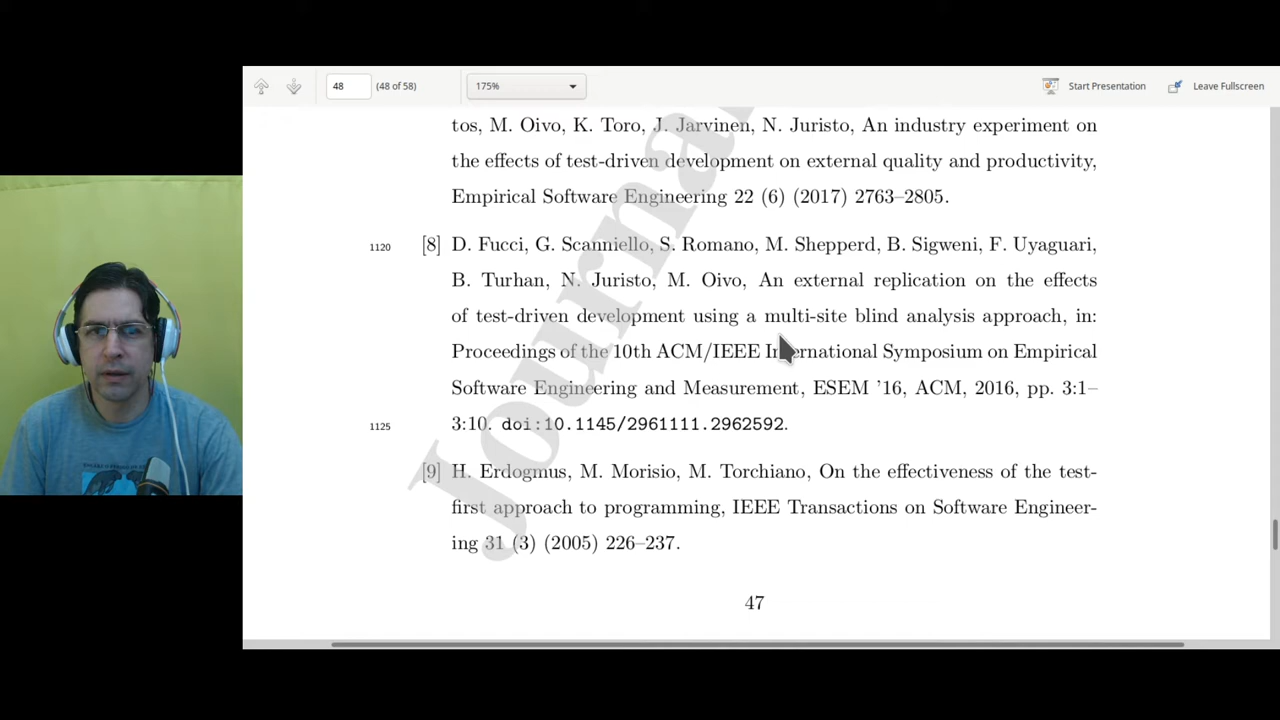 48
(48 of 58)
175%
Start Presentation
Leave Fullscreen
tos, M. Oivo, K. Toro, J. Jarvinen, N. Juristo, An industry experiment on
the effects of test-driven development on external quality and productivity,
Empirical Software Engineering 22 (6) (2017) 2763–2805.
1120 [8] D. Fucci, G. Scanniello, S. Romano, M. Shepperd, B. Sigweni, F. Uyaguari,
B. Turhan, N. Juristo, M. Oivo, An external replication on the effects
of test-driven development using a multi-site blind analysis approach, in:
Proceedings of the 10th ACM/IEEE International Symposium on Empirical
Software Engineering and Measurement, ESEM '16, ACM, 2016, pp. 3:1–
1125 3:10. doi:10.1145/2961111.2962592.
[9] H. Erdogmus, M. Morisio, M. Torchiano, On the effectiveness of the test-
first approach to programming, IEEE Transactions on Software Engineer-
ing 31 (3) (2005) 226–237.
47
Journa